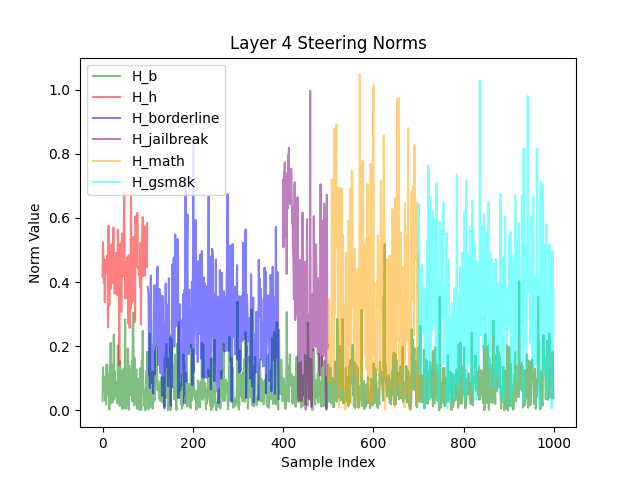 Layer 4 Steering Norms
H_b
H_h
H_borderline
H_jailbreak
H_math
H_gsm8k
Norm Value
1.0
0.8
0.6
0.4
0.2
0.0
0 200 400 600 800 1000
Sample Index